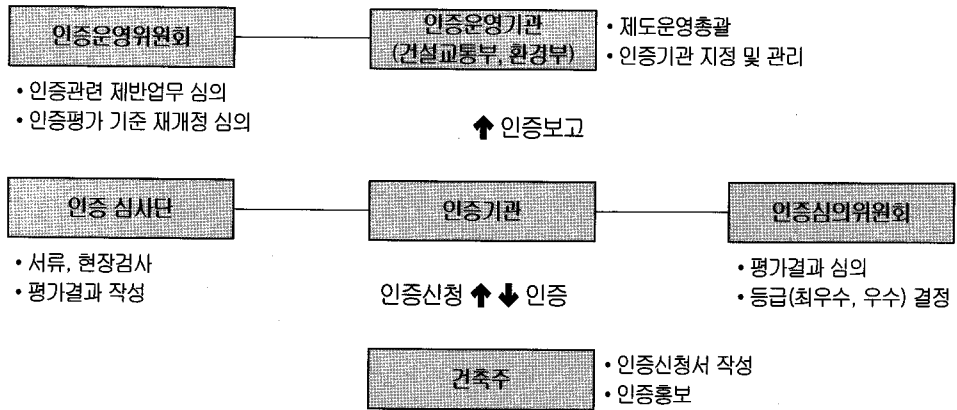 인증운영위원회
• 인증관련 제반업무 심의
• 인증평가 기준 재개정 심의
인증운영기관
(건설교통부, 환경부)
• 제도운영총괄
• 인증기관 지정 및 관리
인증보고
인증 심사단
• 서류, 현장검사
• 평가결과 작성
인증기관
인증심의위원회
• 평가결과 심의
• 등급(최우수, 우수) 결정
인증신청 인증
건축주
• 인증신청서 작성
• 인증홍보